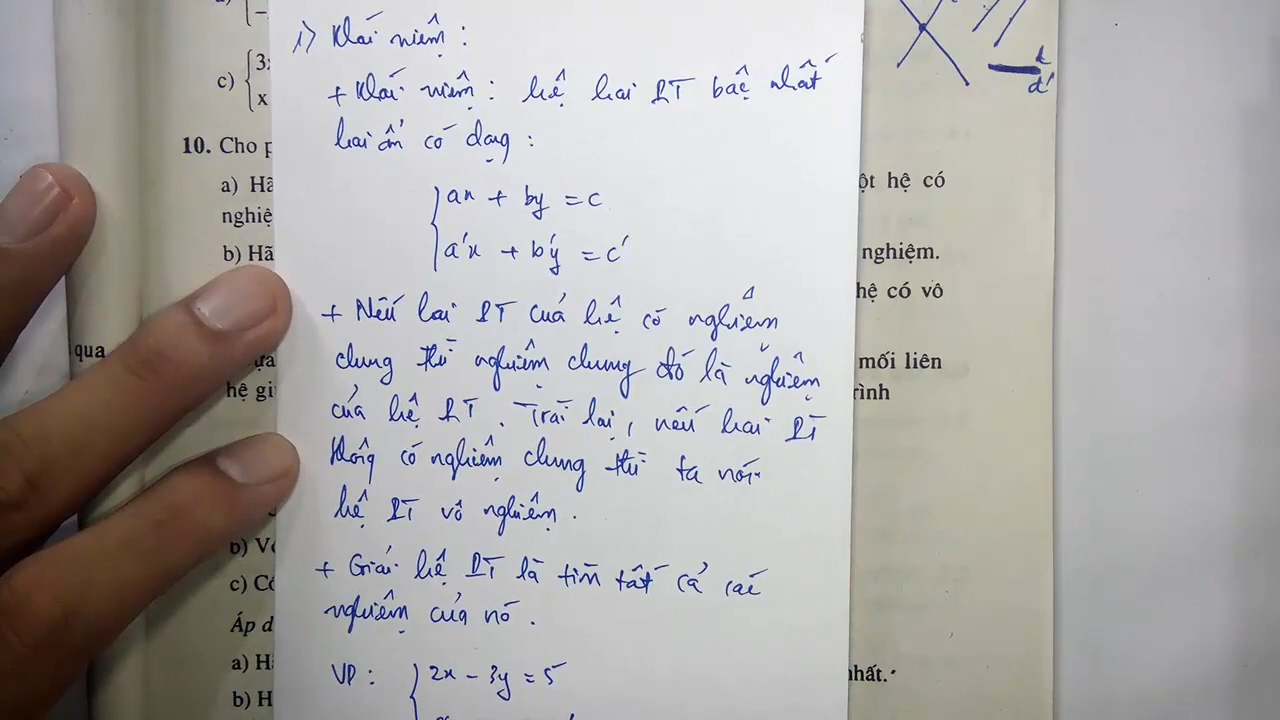 c) { 3x
x
10. Cho p
a) Hã
nghiệ
b) Hã
qua
hệ gi
b) Vớ
c) Có
Áp d
a) H
b) H
1) Khái niệm :
+ Khái niệm : hệ hai PT bậc nhất
hai ẩn có dạng :
{ ax + by = c
a'x + b'y = c'
+ Nếu hai PT của hệ có nghiệm
chung thì nghiệm chung đó là nghiệm
của hệ PT. Trái lại, nếu hai PT
không có nghiệm chung thì ta nói
hệ PT vô nghiệm.
+ Giải hệ PT là tìm tất cả các
nghiệm của nó.
VD : { 2x - 3y = 5
d'
ột hệ có
nghiệm.
hệ có vô
mối liên
rình
nhất.